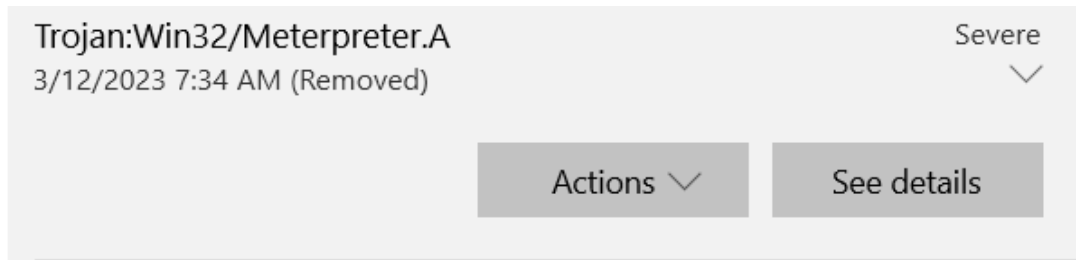 Trojan:Win32/Meterpreter.A Severe
3/12/2023 7:34 AM (Removed)
Actions See details